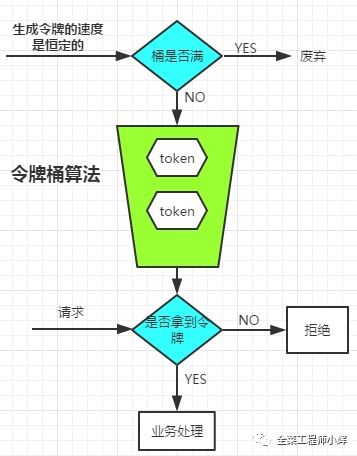 生成令牌的速度
是恒定的
桶是否满
YES
废弃
NO
token
令牌桶算法
token
请求
是否拿到令
牌
NO
拒绝
YES
业务处理
全菜工程师小辉